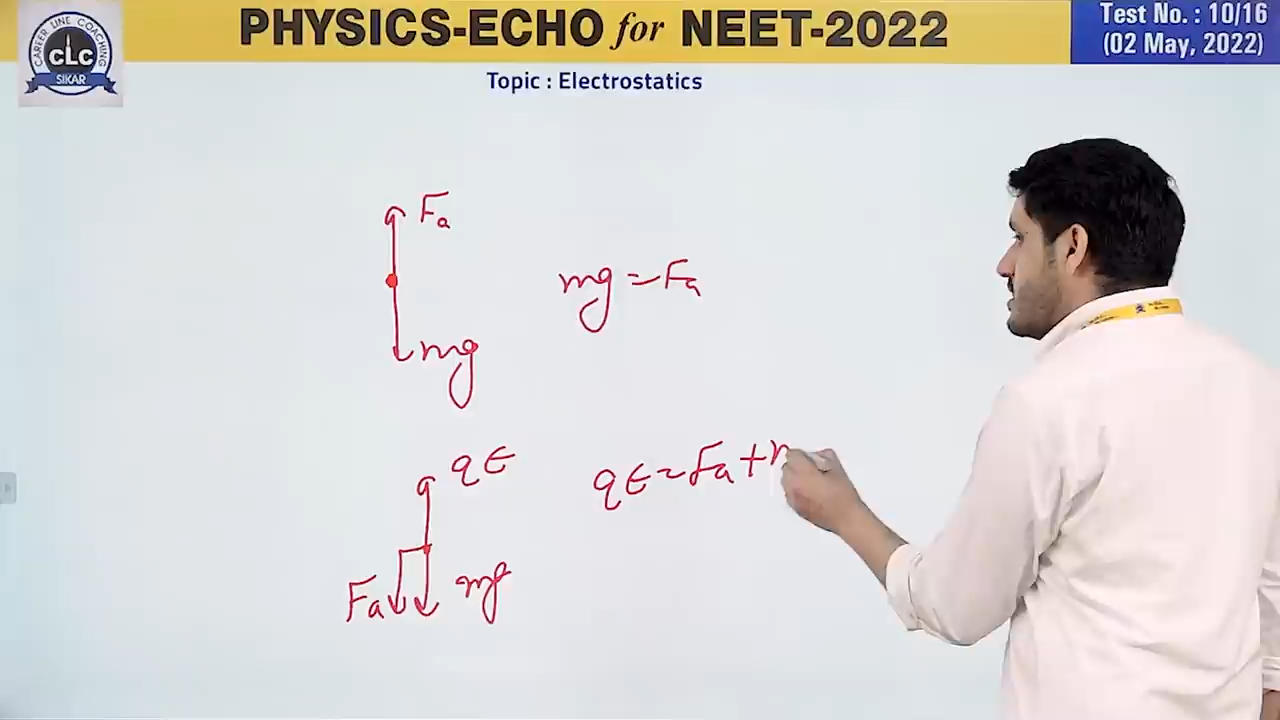 PHYSICS-ECHO for NEET-2022
Test No. : 10/16
(02 May, 2022)
CAREER LINE COACHING
CLC
SIKAR
Topic : Electrostatics
Fa
mg = Fa
mg
qE
qE = Fa + m
Fa
mg